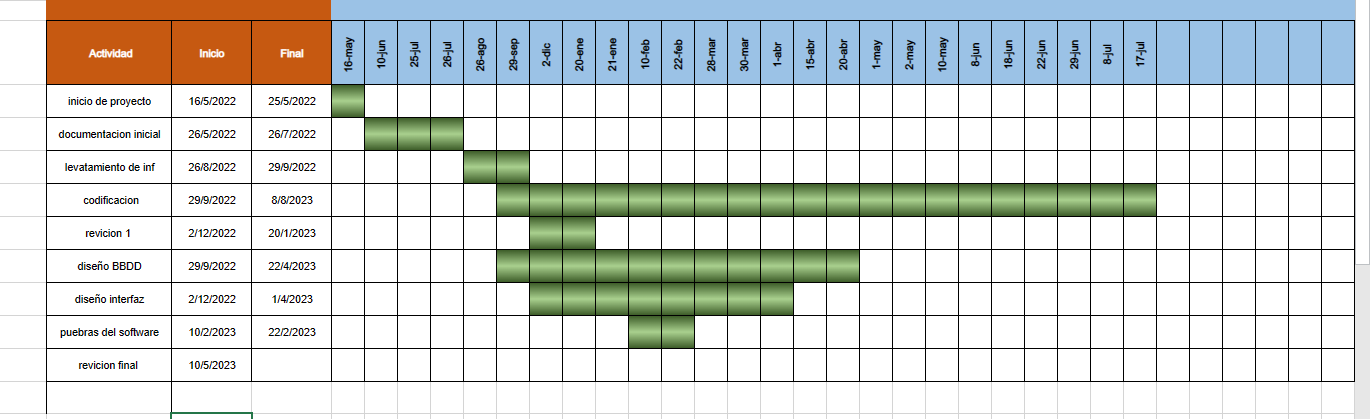 Actividad Inicio Final 16-may 10-jun 25-jul 26-jul 26-ago 29-sep 2-dic 20-ene 21-ene 10-feb 22-feb 28-mar 30-mar 1-abr 15-abr 20-abr 1-may 2-may 10-may 8-jun 18-jun 22-jun 29-jun 8-jul 17-jul
inicio de proyecto 16/5/2022 25/5/2022
documentacion inicial 26/5/2022 26/7/2022
levatamiento de inf 26/8/2022 29/9/2022
codificacion 29/9/2022 8/8/2023
revicion 1 2/12/2022 20/1/2023
diseño BBDD 29/9/2022 22/4/2023
diseño interfaz 2/12/2022 1/4/2023
puebras del software 10/2/2023 22/2/2023
revicion final 10/5/2023